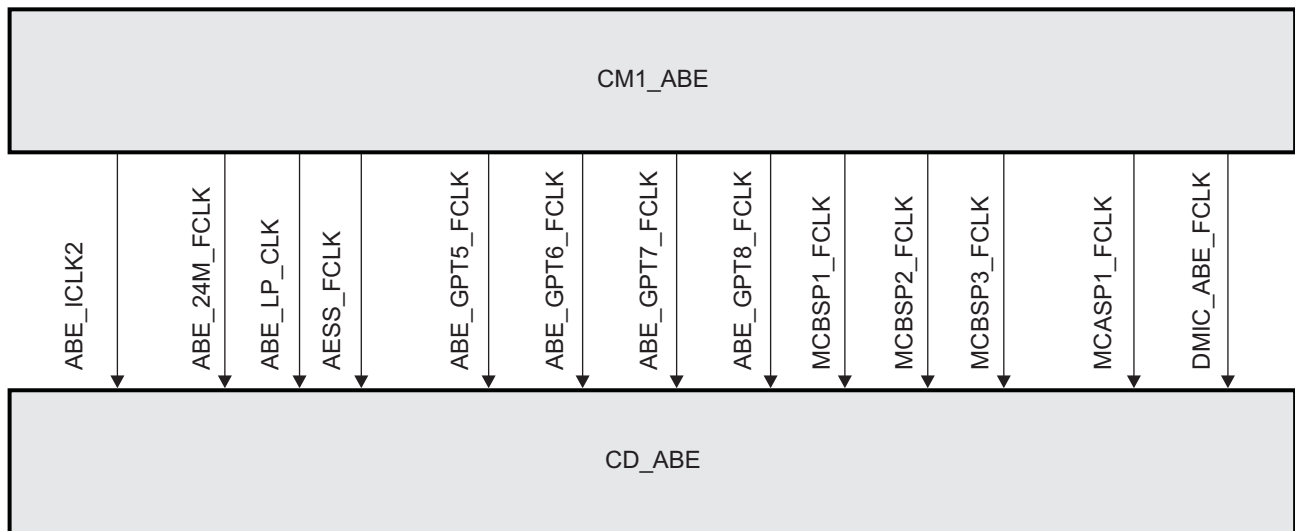 CM1_ABE
ABE_ICLK2
ABE_24M_FCLK
ABE_LP_CLK
AESS_FCLK
ABE_GPT5_FCLK
ABE_GPT6_FCLK
ABE_GPT7_FCLK
ABE_GPT8_FCLK
MCBSP1_FCLK
MCBSP2_FCLK
MCBSP3_FCLK
MCASP1_FCLK
DMIC_ABE_FCLK
CD_ABE